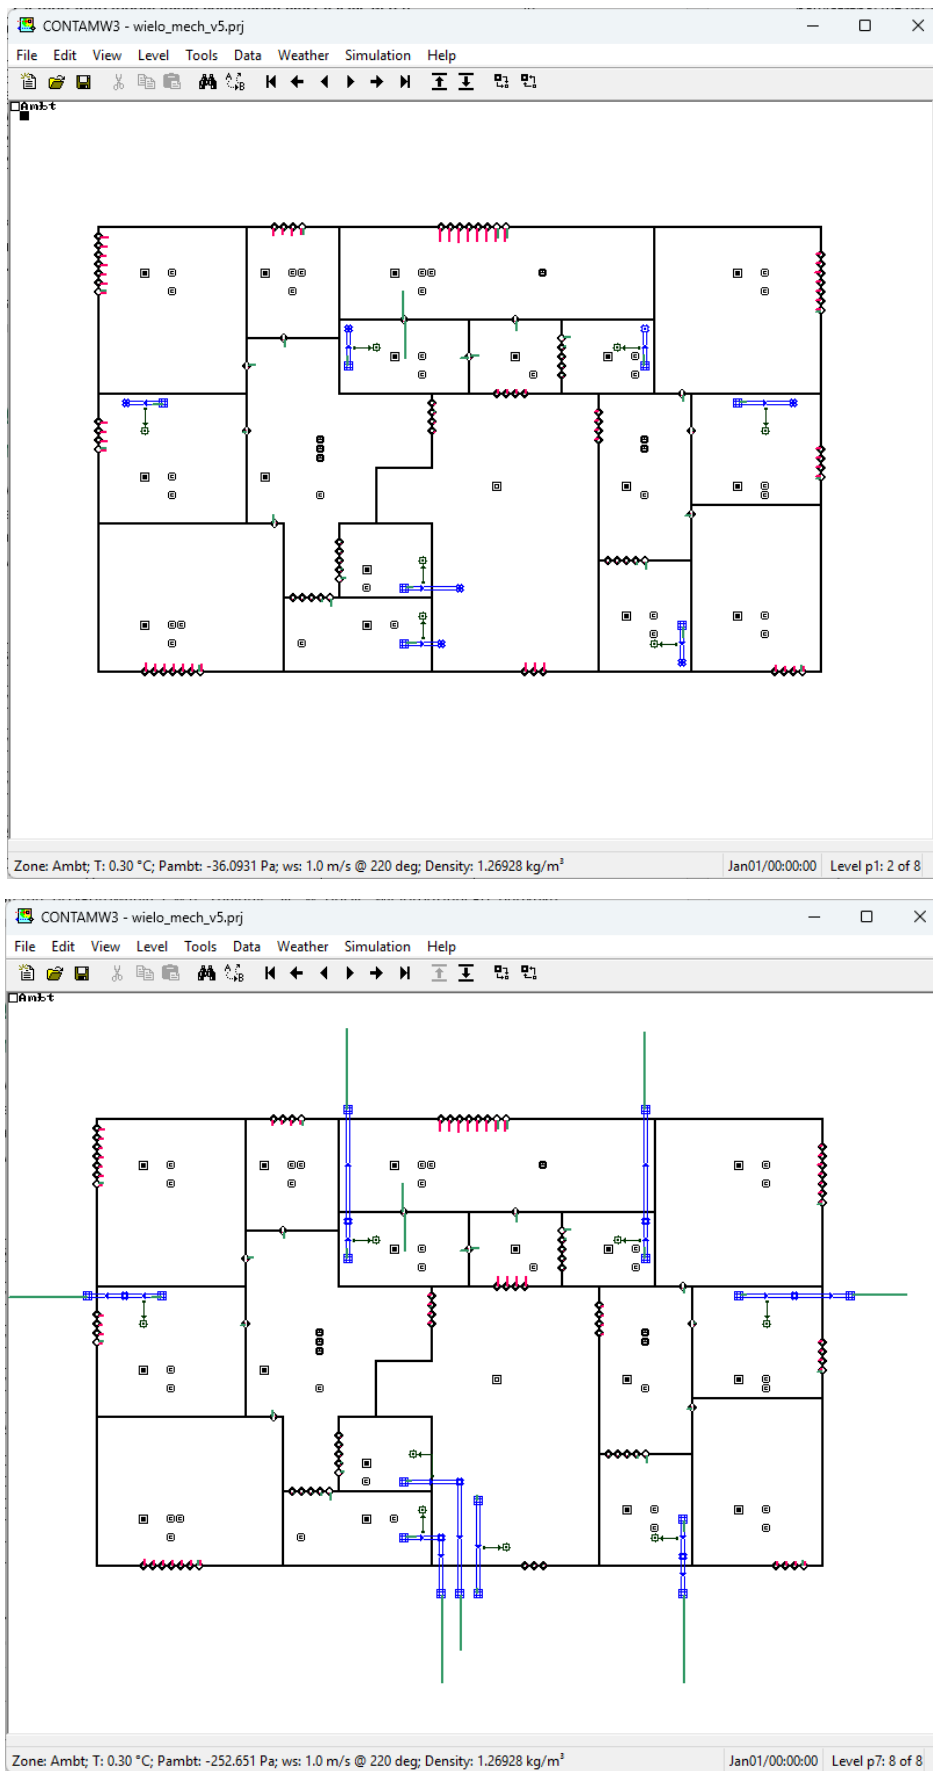 CONTAMW3 - wielo_mech_v5.prj
File Edit View Level Tools Data Weather Simulation Help
Ambt
Zone: Ambt; T: 0.30 °C; Pambt: -36.0931 Pa; ws: 1.0 m/s @ 220 deg; Density: 1.26928 kg/m³ Jan01/00:00:00 Level p1: 2 of 8
CONTAMW3 - wielo_mech_v5.prj
File Edit View Level Tools Data Weather Simulation Help
Ambt
Zone: Ambt; T: 0.30 °C; Pambt: -252.651 Pa; ws: 1.0 m/s @ 220 deg; Density: 1.26928 kg/m³ Jan01/00:00:00 Level p7: 8 of 8